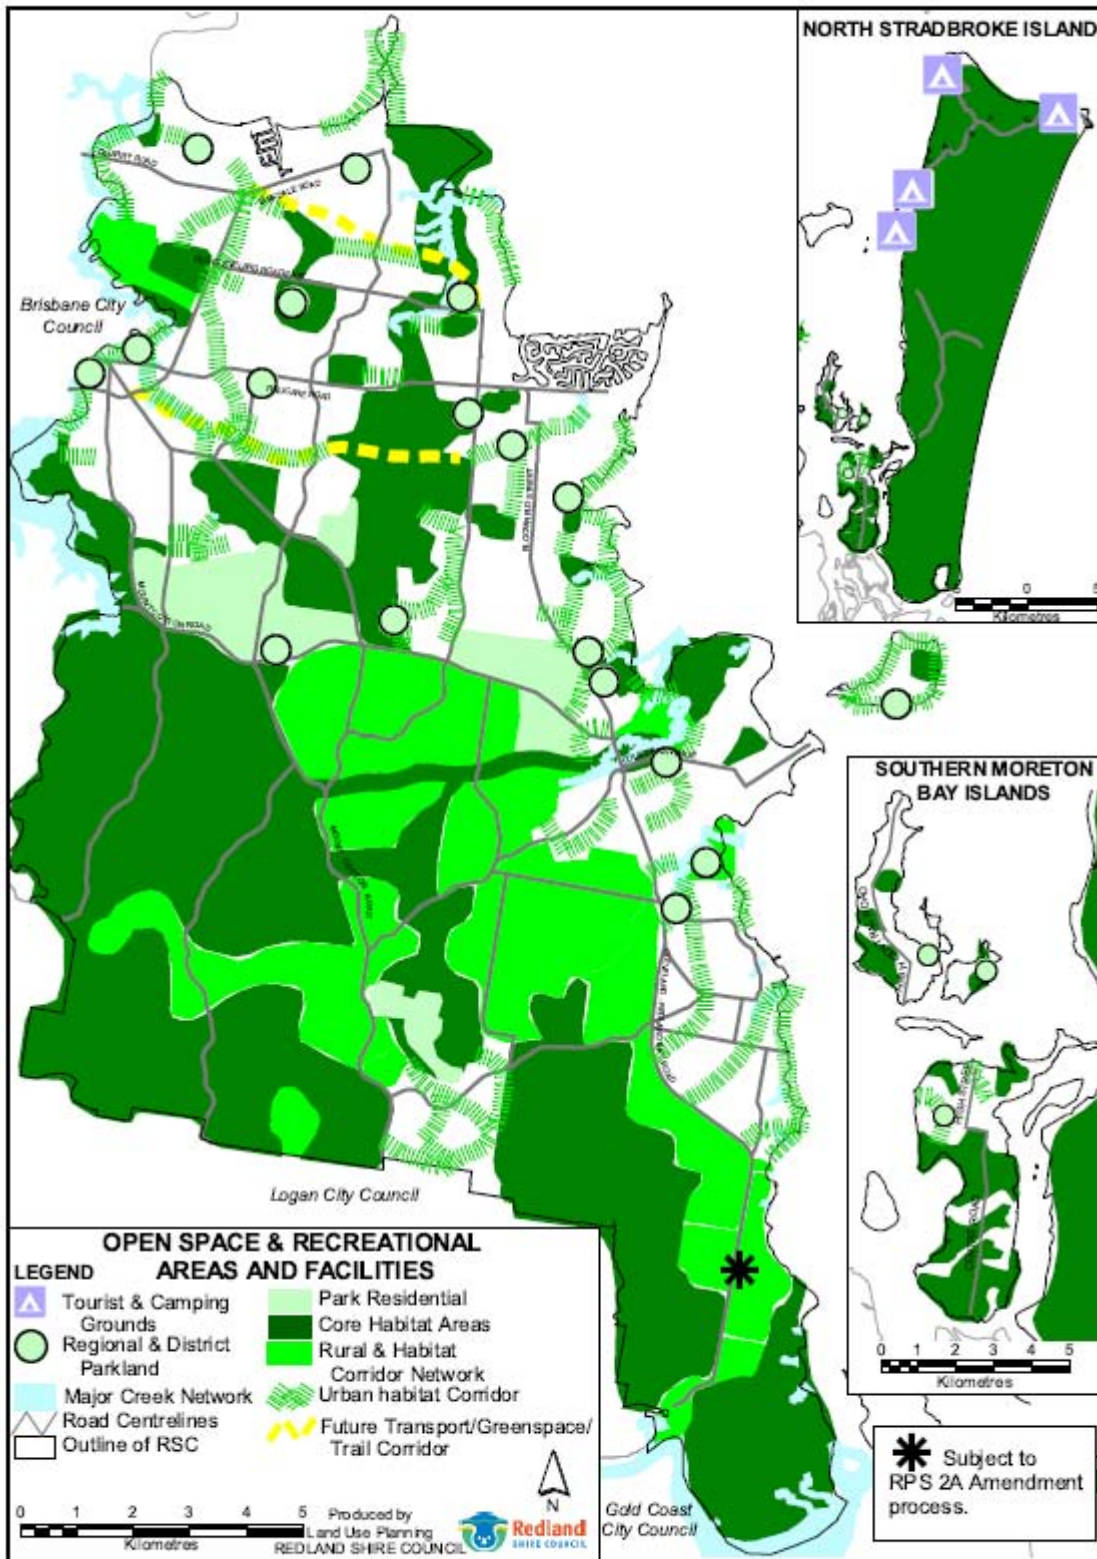 NORTH STRADBROKE ISLAND
Brisbane City
Council
0
5
Kilometres
SOUTHERN MORETON
BAY ISLANDS
HIGH STREET
0 1 2 3 4 5
Kilometres
Logan City Council
OPEN SPACE & RECREATIONAL
AREAS AND FACILITIES
LEGEND
Tourist & Camping
Grounds
Regional & District
Parkland
Major Creek Network
Road Centrelines
Outline of RSC
Park Residential
Core Habitat Areas
Rural & Habitat
Corridor Network
Urban habitat Corridor
Future Transport/Greenspace/
Trail Corridor
N
0 1 2 3 4 5
Kilometres
Produced by
Land Use Planning
REDLAND SHIRE COUNCIL
Redland
SHIRE COUNCIL
Gold Coast
City Council
Subject to
RPS 2A Amendment
process.